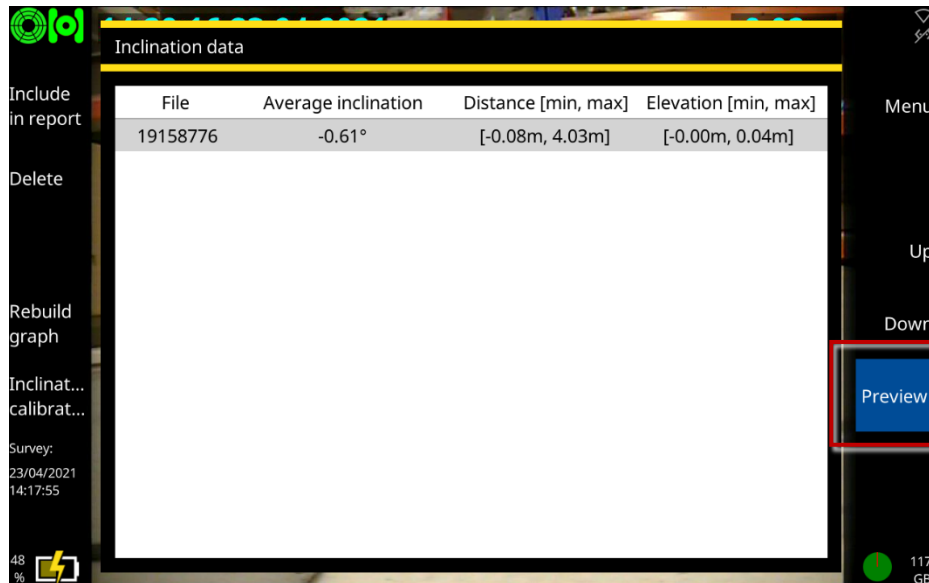 Inclination data
Include
in report
Delete
Rebuild
graph
Inclinat...
calibrat...
Survey:
23/04/2021
14:17:55
48
%
File Average inclination Distance [min, max] Elevation [min, max]
19158776 -0.61° [-0.08m, 4.03m] [-0.00m, 0.04m]
Menu
Up
Down
Preview
117